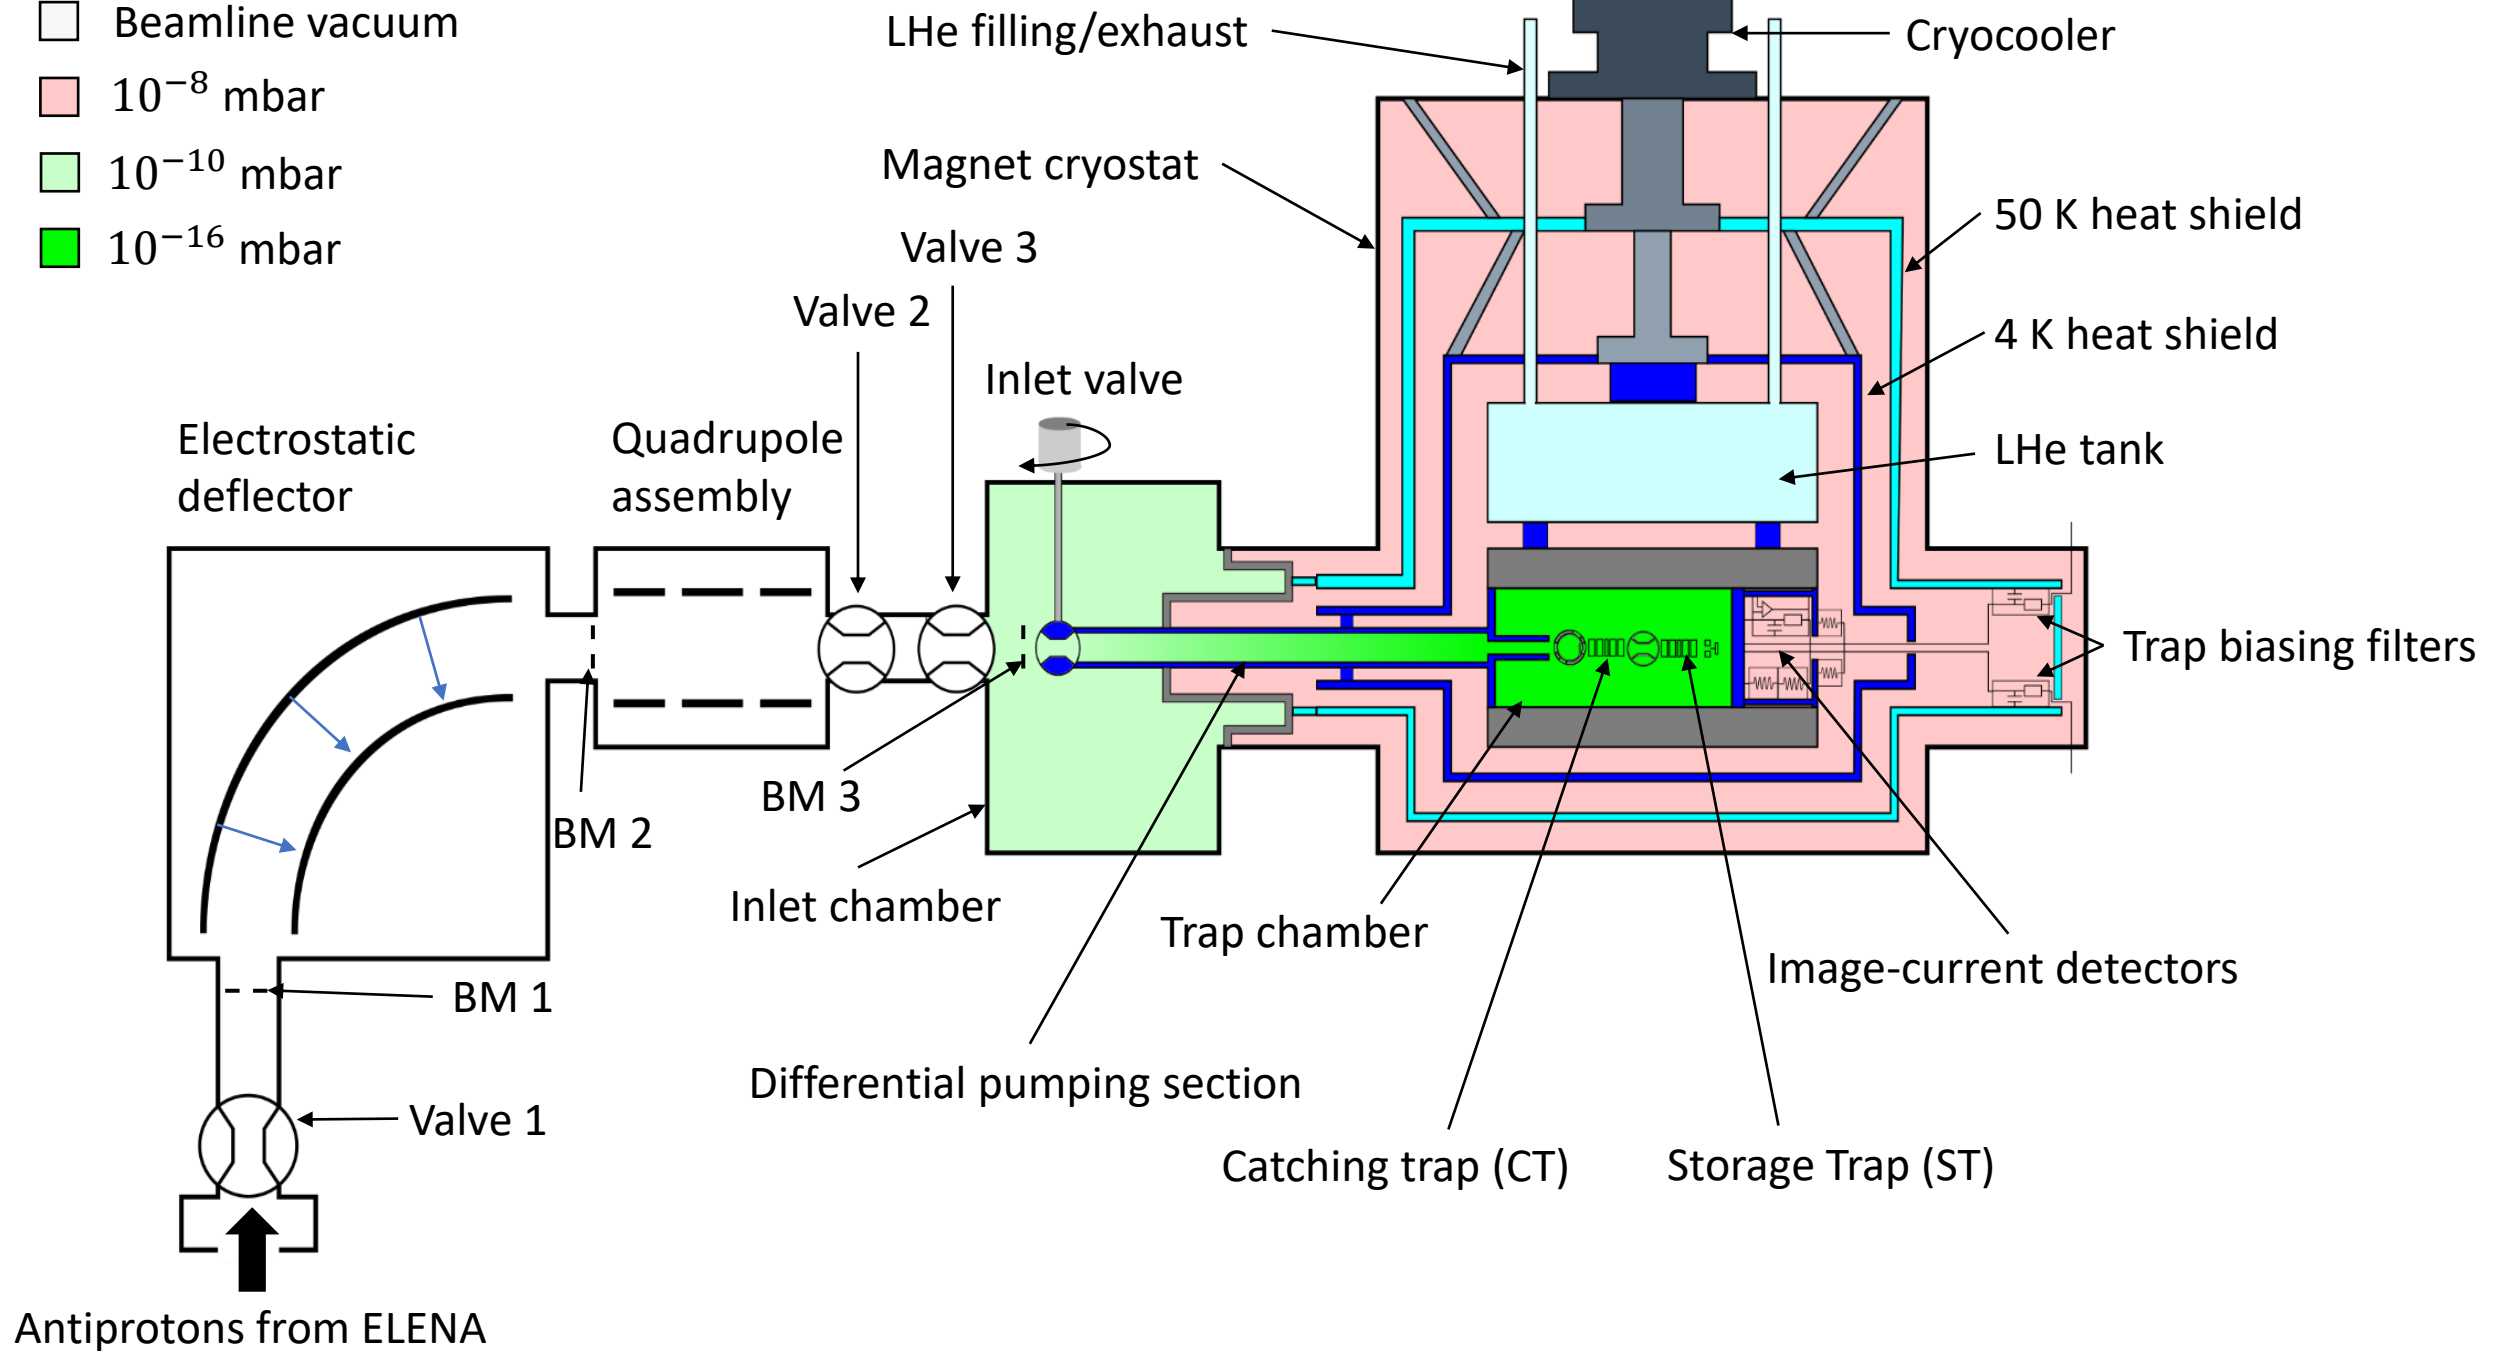 Beamline vacuum
10⁻⁸ mbar
10⁻¹⁰ mbar
10⁻¹⁶ mbar
LHe filling/exhaust
Cryocooler
Magnet cryostat
50 K heat shield
Valve 3
Valve 2
4 K heat shield
Inlet valve
Electrostatic
deflector
Quadrupole
assembly
LHe tank
Trap biasing filters
BM 3
BM 2
Inlet chamber
Trap chamber
Image-current detectors
BM 1
Differential pumping section
Valve 1
Catching trap (CT)
Storage Trap (ST)
Antiprotons from ELENA